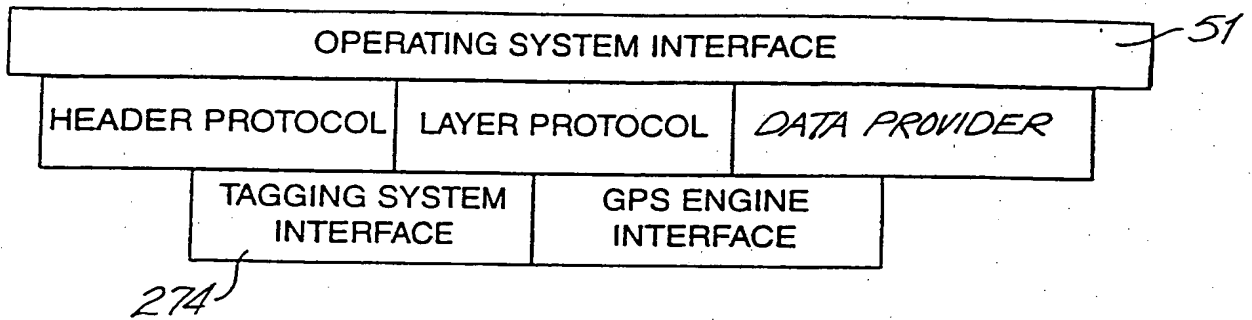 OPERATING SYSTEM INTERFACE 51
HEADER PROTOCOL LAYER PROTOCOL DATA PROVIDER
TAGGING SYSTEM GPS ENGINE
INTERFACE INTERFACE
274